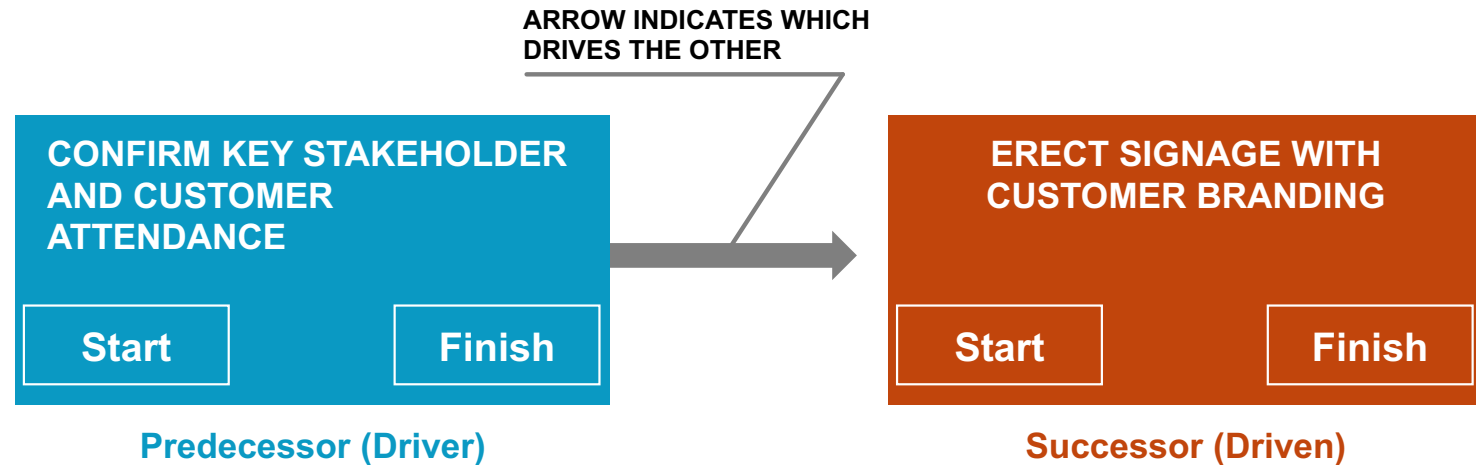 ARROW INDICATES WHICH
DRIVES THE OTHER
CONFIRM KEY STAKEHOLDER
AND CUSTOMER
ATTENDANCE
Start
Finish
Predecessor (Driver)
ERECT SIGNAGE WITH
CUSTOMER BRANDING
Start
Finish
Successor (Driven)